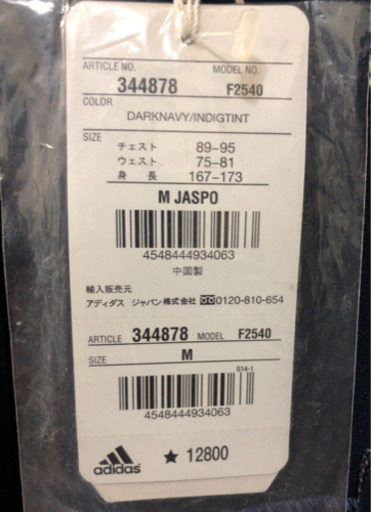 ARTICLE NO. MODEL NO.
344878 F2540
COLOR
DARKNAVY/INDIGTINT
SIZE
チェスト 89-95
ウェスト 75-81
身 長 167-173
M JASPO
4548444934063
中国製
輸入販売元
アディダス ジャパン株式会社 0120-810-654
ARTICLE 344878 MODEL F2540
SIZE M
S14-1
4548444934063
adidas ★ 12800